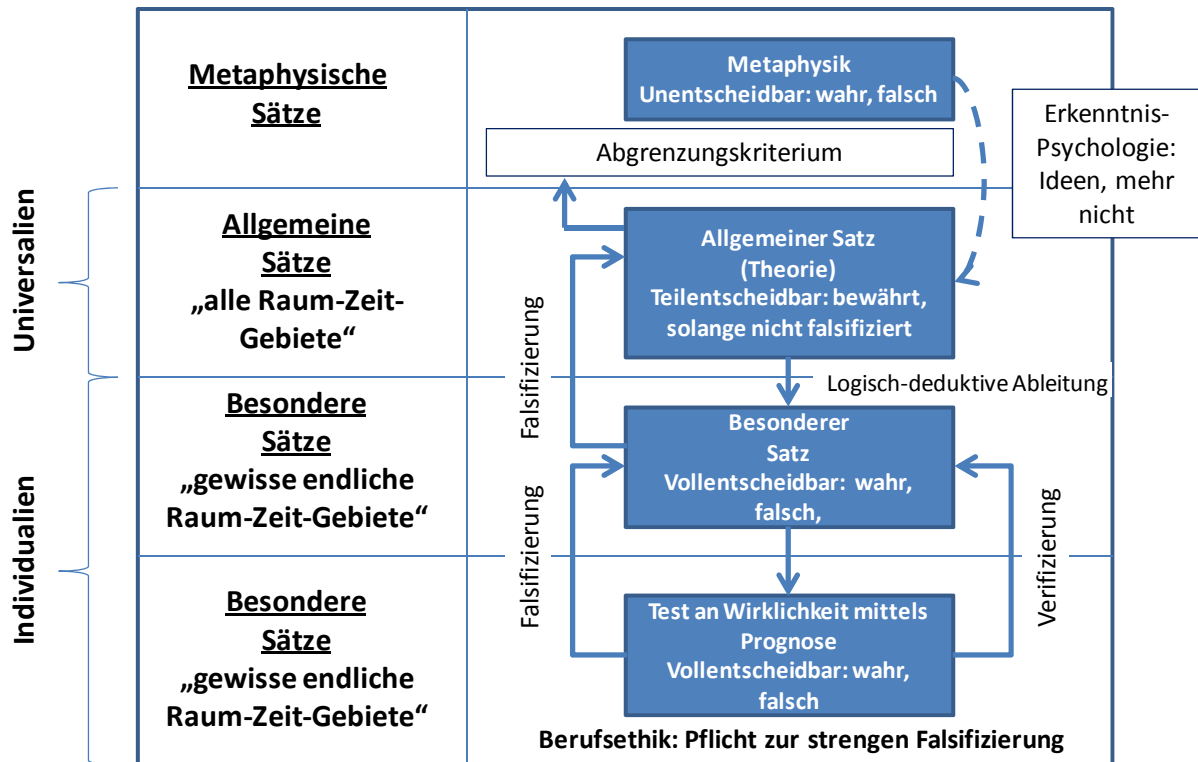 Metaphysische
Sätze
Metaphysik
Unentscheidbar: wahr, falsch
Abgrenzungskriterium
Erkenntnis-
Psychologie:
Ideen, mehr
nicht
Universalien
Allgemeine
Sätze
„alle Raum-Zeit-
Gebiete“
Allgemeiner Satz
(Theorie)
Teilentscheidbar: bewährt,
solange nicht falsifiziert
Falsifizierung
Logisch-deduktive Ableitung
Individualien
Besondere
Sätze
„gewisse endliche
Raum-Zeit-Gebiete“
Besonderer
Satz
Vollentscheidbar: wahr,
falsch,
Falsifizierung
Verifizierung
Besondere
Sätze
„gewisse endliche
Raum-Zeit-Gebiete“
Test an Wirklichkeit mittels
Prognose
Vollentscheidbar: wahr,
falsch
Berufsethik: Pflicht zur strengen Falsifizierung